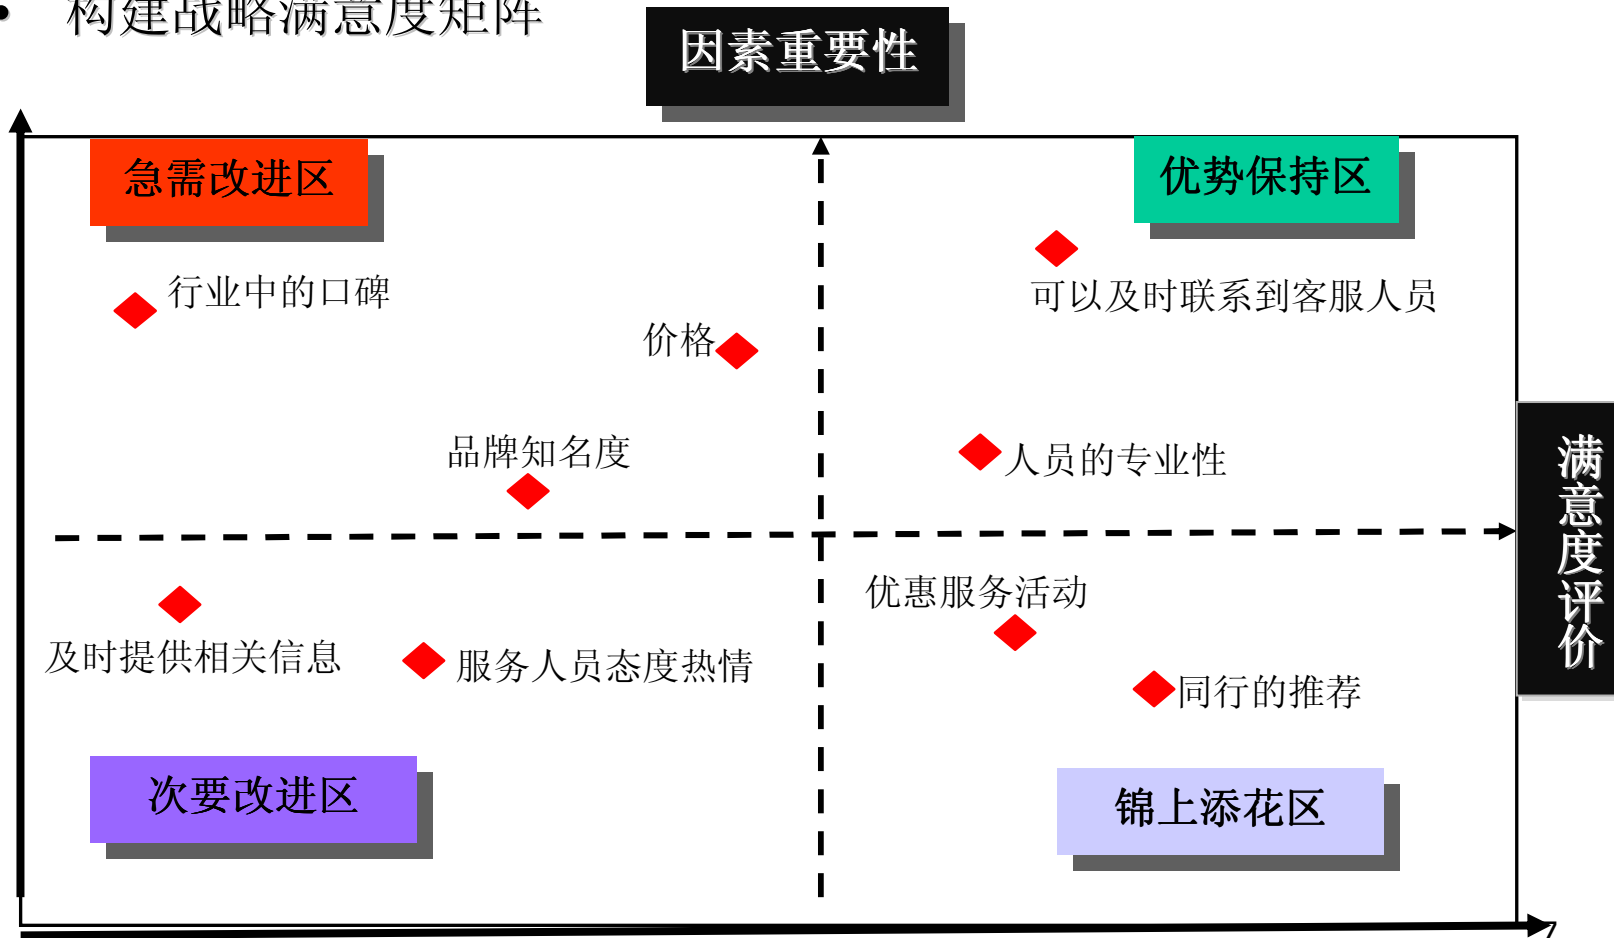 • 构建战略满意度矩阵
因素重要性
急需改进区
优势保持区
行业中的口碑
可以及时联系到客服人员
价格
品牌知名度
人员的专业性
满意度评价
优惠服务活动
及时提供相关信息
服务人员态度热情
同行的推荐
次要改进区
锦上添花区
7